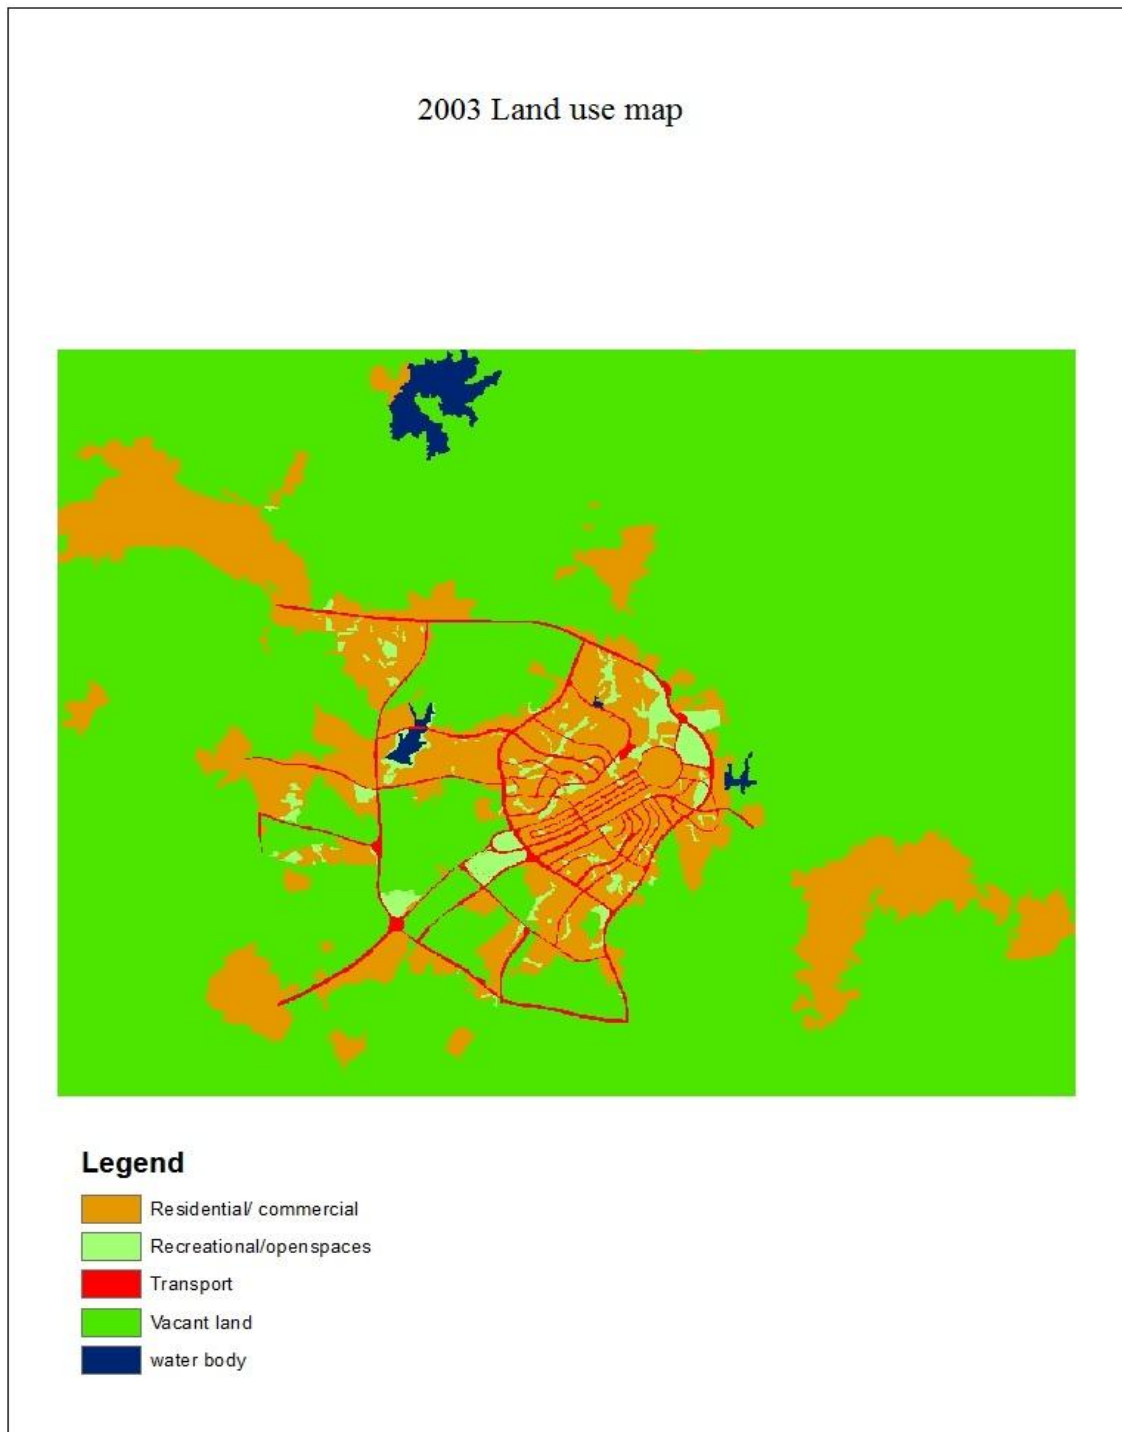 2003 Land use map
Legend
Residential/ commercial
Recreational/openspaces
Transport
Vacant land
water body